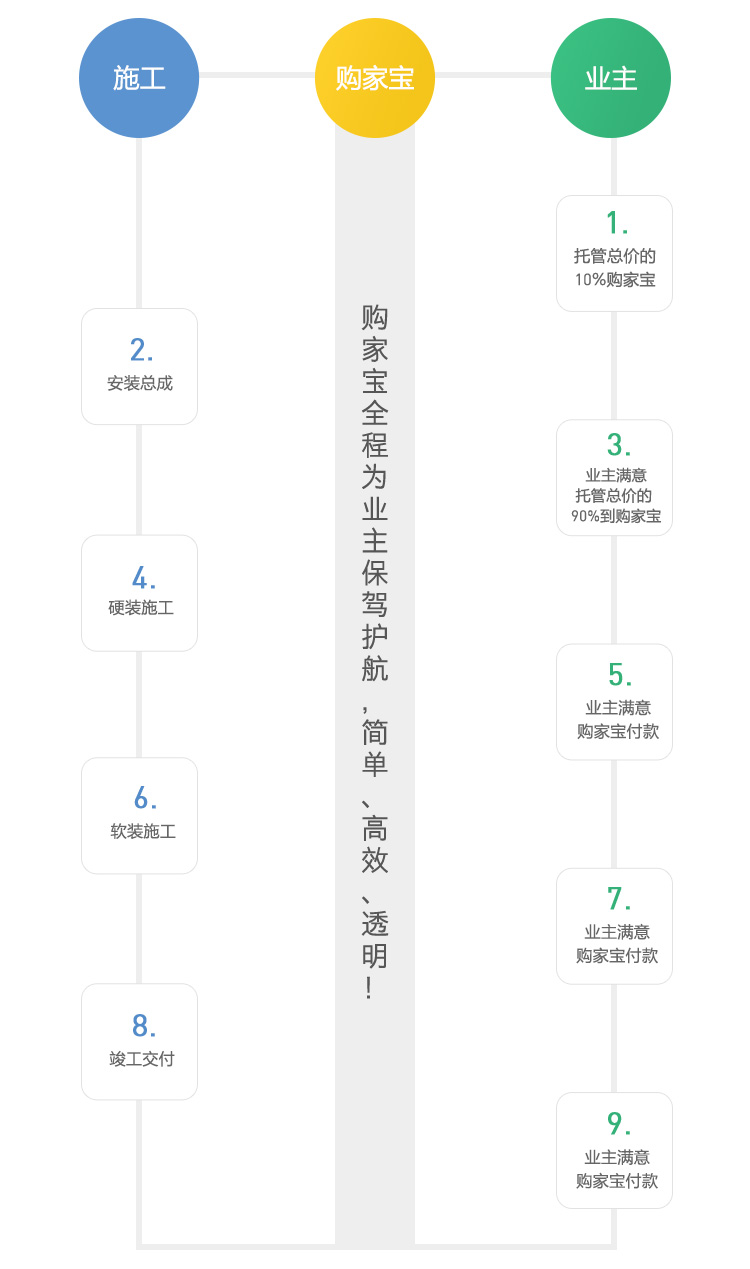 施工
购家宝
业主
1.
托管总价的
10%购家宝
2.
安装总成
3.
业主满意
托管总价的
90%到购家宝
4.
硬装施工
5.
业主满意
购家宝付款
6.
软装施工
7.
业主满意
购家宝付款
8.
竣工交付
9.
业主满意
购家宝付款
购家宝全程为业主保驾护航,简单、高效、透明!